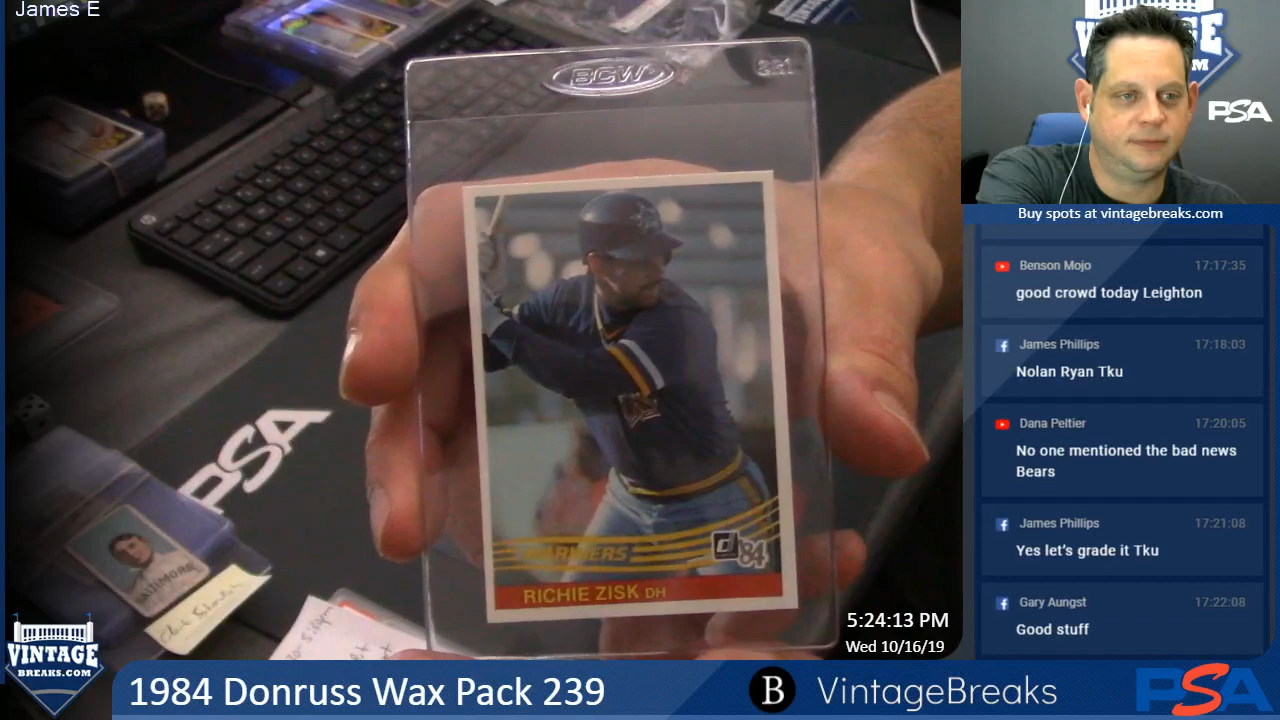 James E
BCW
PSA
MARINERS
d '84
RICHIE ZISK DH
BALTIMORE
PSA
Buy spots at vintagebreaks.com
Benson Mojo 17:17:35
good crowd today Leighton
James Phillips 17:18:03
Nolan Ryan Tku
Dana Peltier 17:20:05
No one mentioned the bad news
Bears
James Phillips 17:21:08
Yes let's grade it Tku
Gary Aungst 17:22:08
Good stuff
5:24:13 PM
Wed 10/16/19
VINTAGE
BREAKS.COM
1984 Donruss Wax Pack 239
B VintageBreaks
PSA